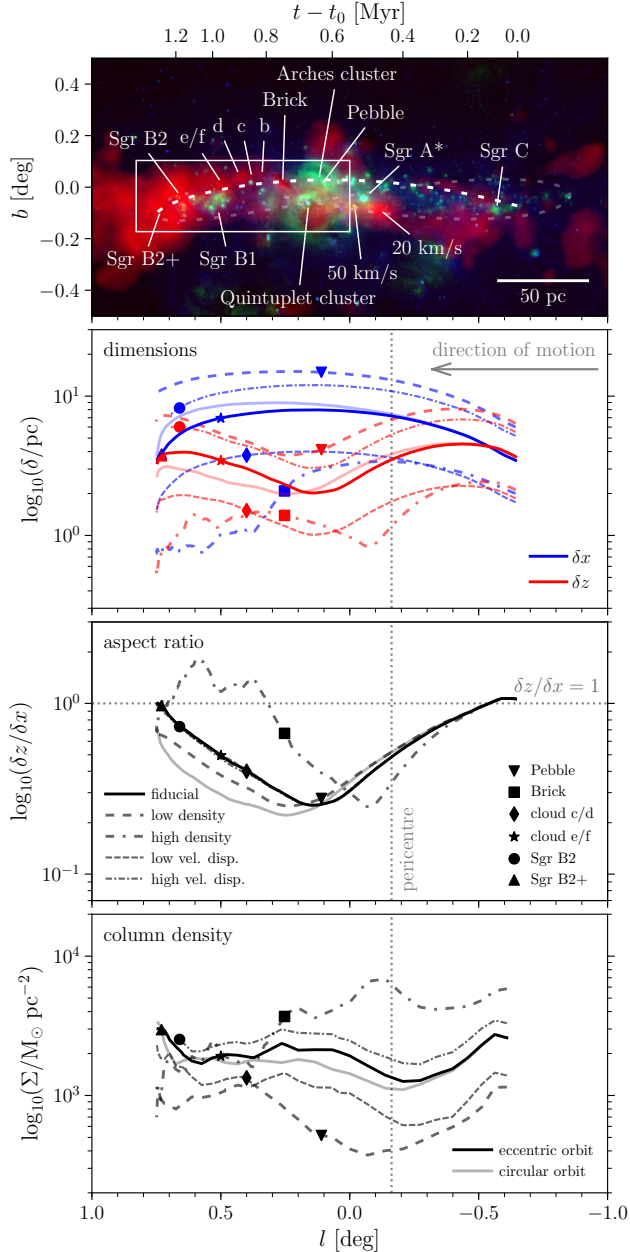 t − t₀ [Myr]
1.2 1.0 0.8 0.6 0.4 0.2 0.0
0.4
0.2
0.0
−0.2
−0.4
b [deg]
Arches cluster
Brick
Pebble
d
c
b
e/f
Sgr B2
Sgr A*
Sgr C
Sgr B2+
Sgr B1
20 km/s
50 km/s
Quintuplet cluster
50 pc
dimensions
direction of motion
10¹
10⁰
log₁₀(δ/pc)
δx
δz
aspect ratio
δz/δx = 1
10⁰
10⁻¹
log₁₀(δz/δx)
fiducial
low density
high density
low vel. disp.
high vel. disp.
pericentre
Pebble
Brick
cloud c/d
cloud e/f
Sgr B2
Sgr B2+
column density
10⁴
10³
log₁₀(Σ/M⊙ pc⁻²)
eccentric orbit
circular orbit
1.0 0.5 0.0 −0.5 −1.0
l [deg]